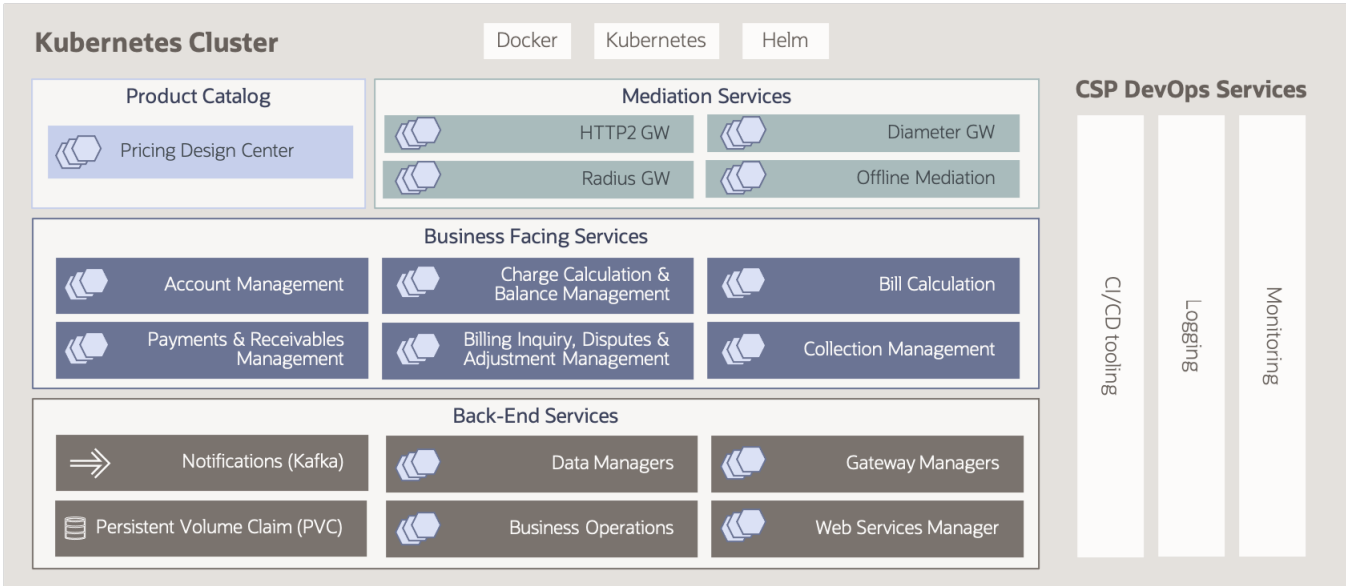 Kubernetes Cluster
Docker
Kubernetes
Helm
CSP DevOps Services
Product Catalog
Pricing Design Center
Mediation Services
HTTP2 GW
Diameter GW
Radius GW
Offline Mediation
Business Facing Services
Account Management
Charge Calculation &
Balance Management
Bill Calculation
Payments & Receivables
Management
Billing Inquiry, Disputes &
Adjustment Management
Collection Management
Back-End Services
Notifications (Kafka)
Data Managers
Gateway Managers
Persistent Volume Claim (PVC)
Business Operations
Web Services Manager
CI/CD tooling
Logging
Monitoring